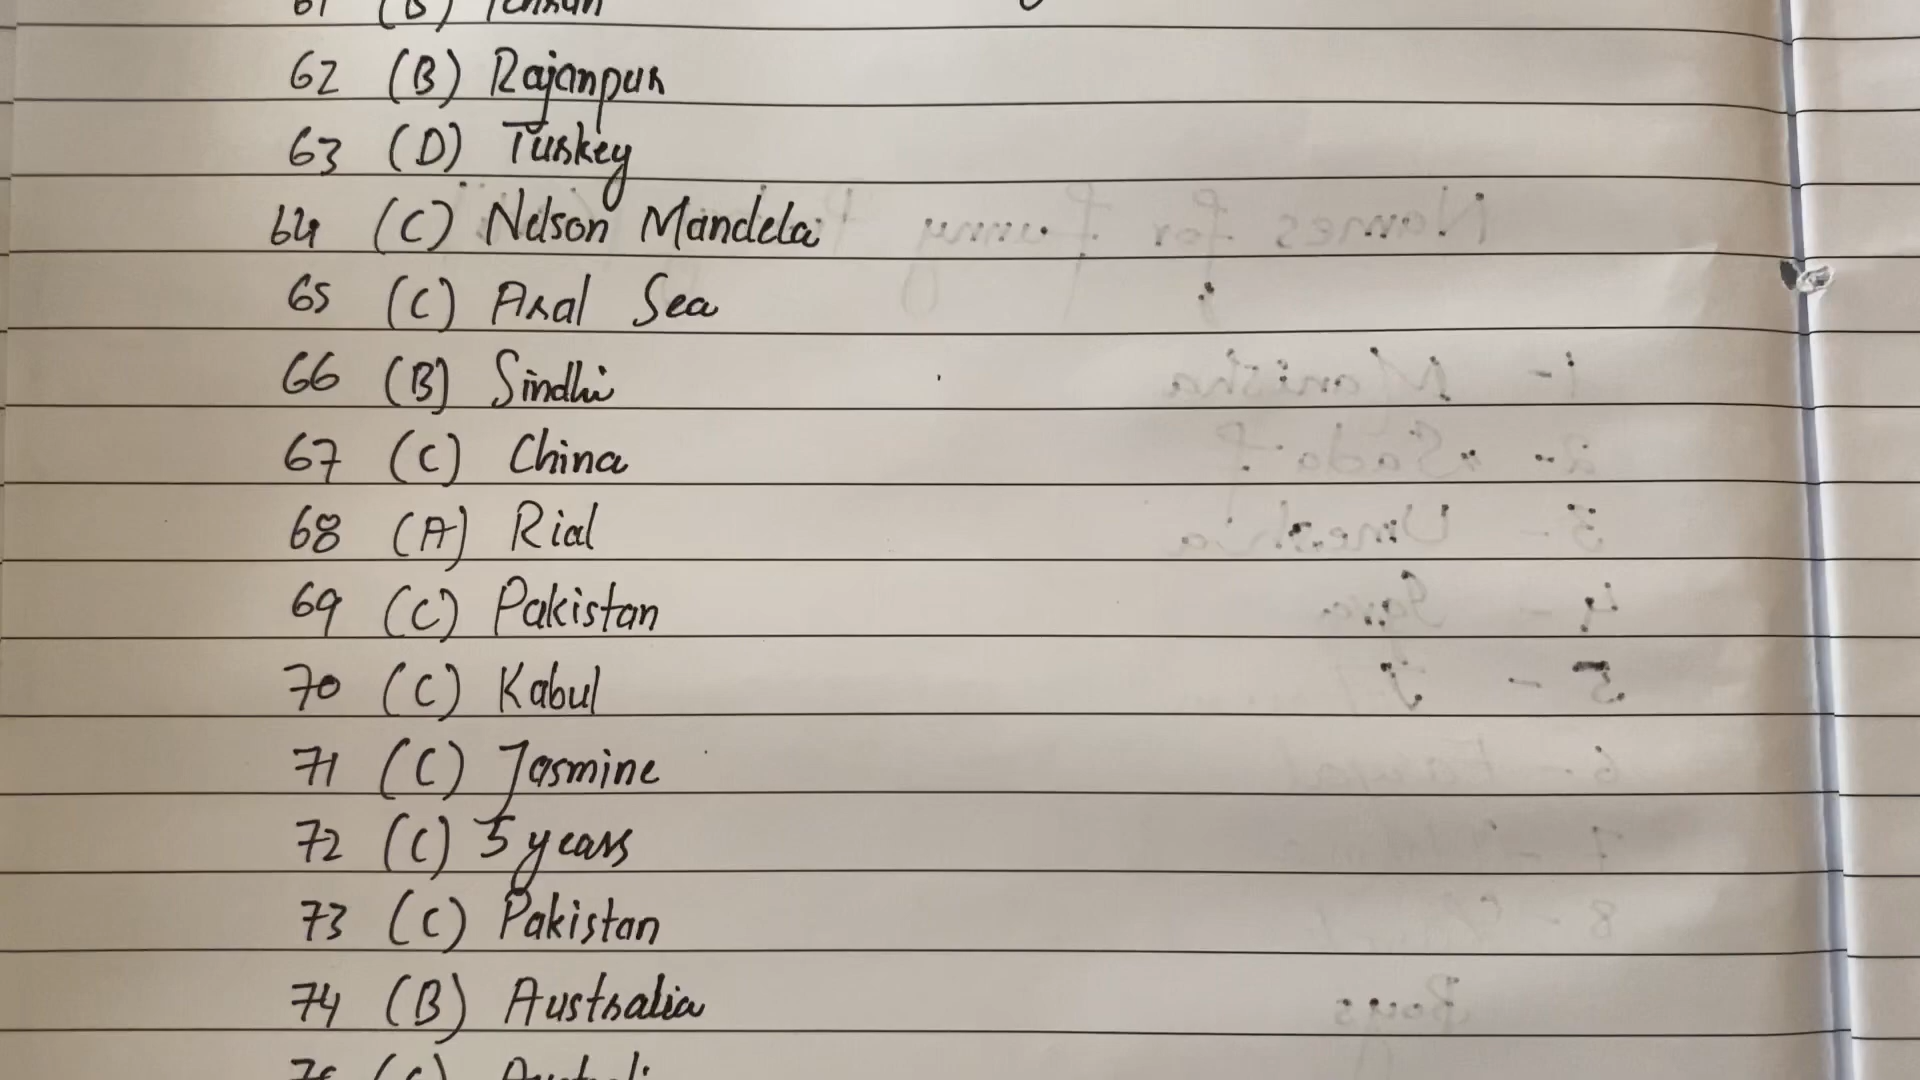 62 (B) Rajanpur
63 (D) Turkey
64 (C) Nelson Mandela
65 (C) Aral Sea
66 (B) Sindhi
67 (C) China
68 (A) Rial
69 (C) Pakistan
70 (C) Kabul
71 (C) Jasmine
72 (C) 5 years
73 (C) Pakistan
74 (B) Australia